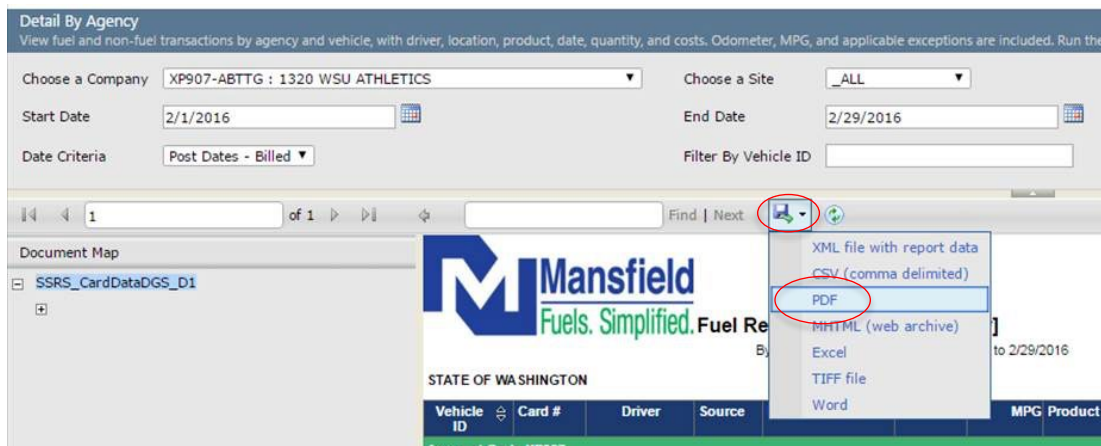 Detail By Agency
View fuel and non-fuel transactions by agency and vehicle, with driver, location, product, date, quantity, and costs. Odometer, MPG, and applicable exceptions are included. Run the
Choose a Company XP907-ABTTG : 1320 WSU ATHLETICS Choose a Site _ALL
Start Date 2/1/2016 End Date 2/29/2016
Date Criteria Post Dates - Billed Filter By Vehicle ID
1 of 1 Find | Next
Document Map
SSRS_CardDataDGS_D1
XML file with report data
CSV (comma delimited)
PDF
MHTML (web archive)
Excel
TIFF file
Word
Mansfield
Fuels. Simplified. Fuel Re ]
By to 2/29/2016
STATE OF WASHINGTON
Vehicle ID Card # Driver Source MPG Product